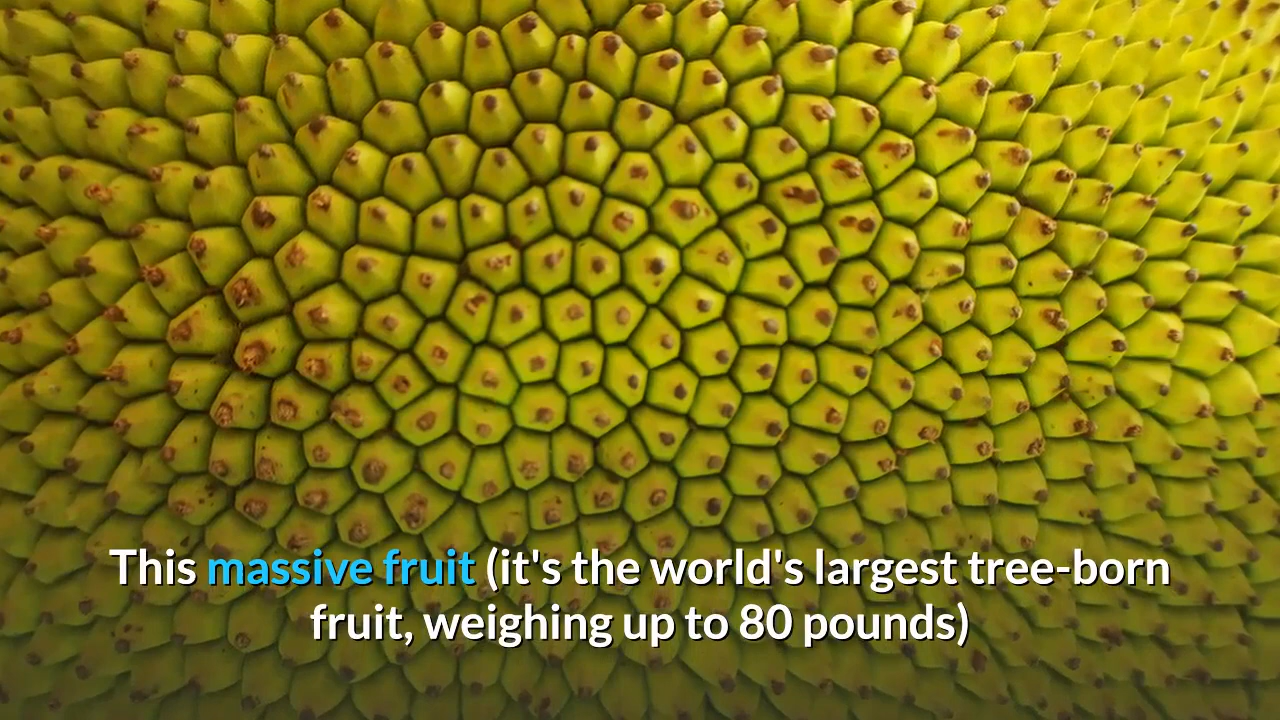 This massive fruit (it's the world's largest tree-born
fruit, weighing up to 80 pounds)